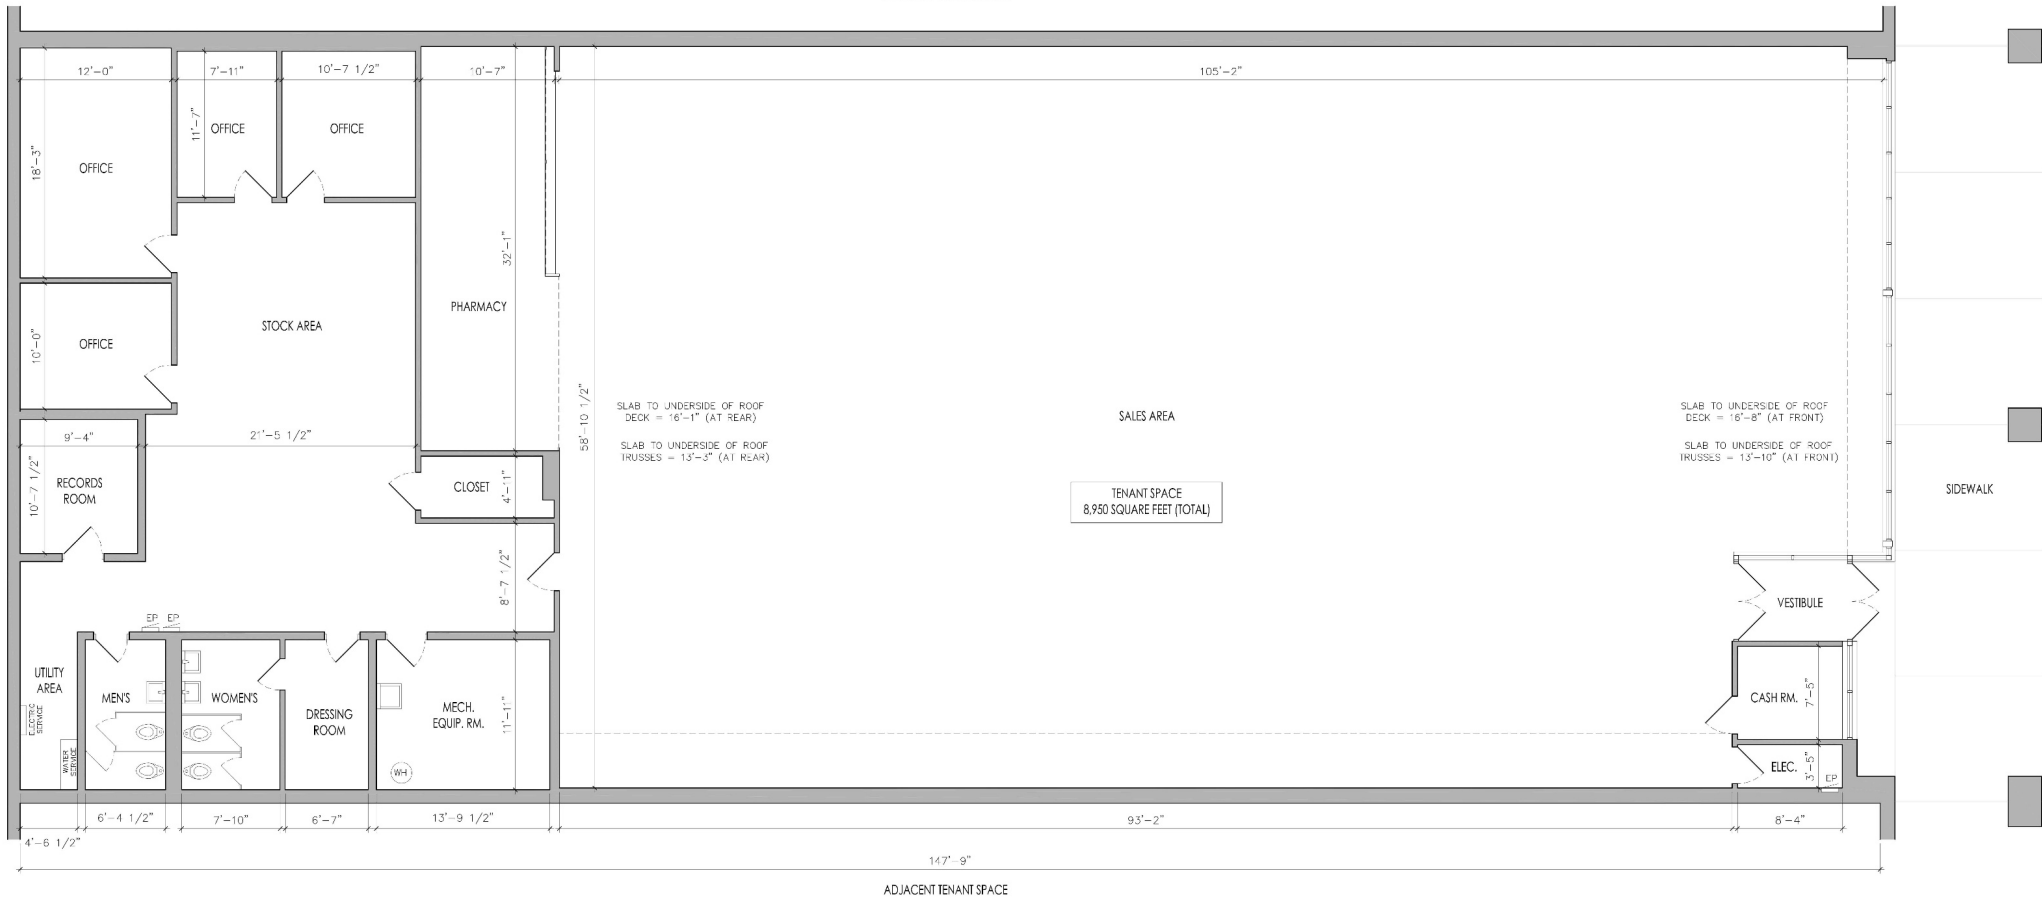 12'-0"
7'-11"
10'-7 1/2"
10'-7"
105'-2"
11'-7"
OFFICE
OFFICE
18'-3"
OFFICE
32'-1"
PHARMACY
STOCK AREA
10'-0"
OFFICE
58'-10 1/2"
SLAB TO UNDERSIDE OF ROOF
DECK = 16'-1" (AT REAR)
SLAB TO UNDERSIDE OF ROOF
TRUSSES = 13'-3" (AT REAR)
SALES AREA
SLAB TO UNDERSIDE OF ROOF
DECK = 16'-8" (AT FRONT)
SLAB TO UNDERSIDE OF ROOF
TRUSSES = 13'-10" (AT FRONT)
9'-4"
21'-5 1/2"
10'-7 1/2"
RECORDS
ROOM
CLOSET
4'-11"
TENANT SPACE
8,950 SQUARE FEET (TOTAL)
SIDEWALK
8'-7 1/2"
VESTIBULE
EP
EP
UTILITY
AREA
MEN'S
WOMEN'S
DRESSING
ROOM
MECH.
EQUIP. RM.
11'-11"
CASH RM.
7'-5"
ELECTRIC
SERVICE
WATER
SERVICE
WH
ELEC.
3'-5"
EP
6'-4 1/2"
7'-10"
6'-7"
13'-9 1/2"
93'-2"
8'-4"
4'-6 1/2"
147'-9"
ADJACENT TENANT SPACE